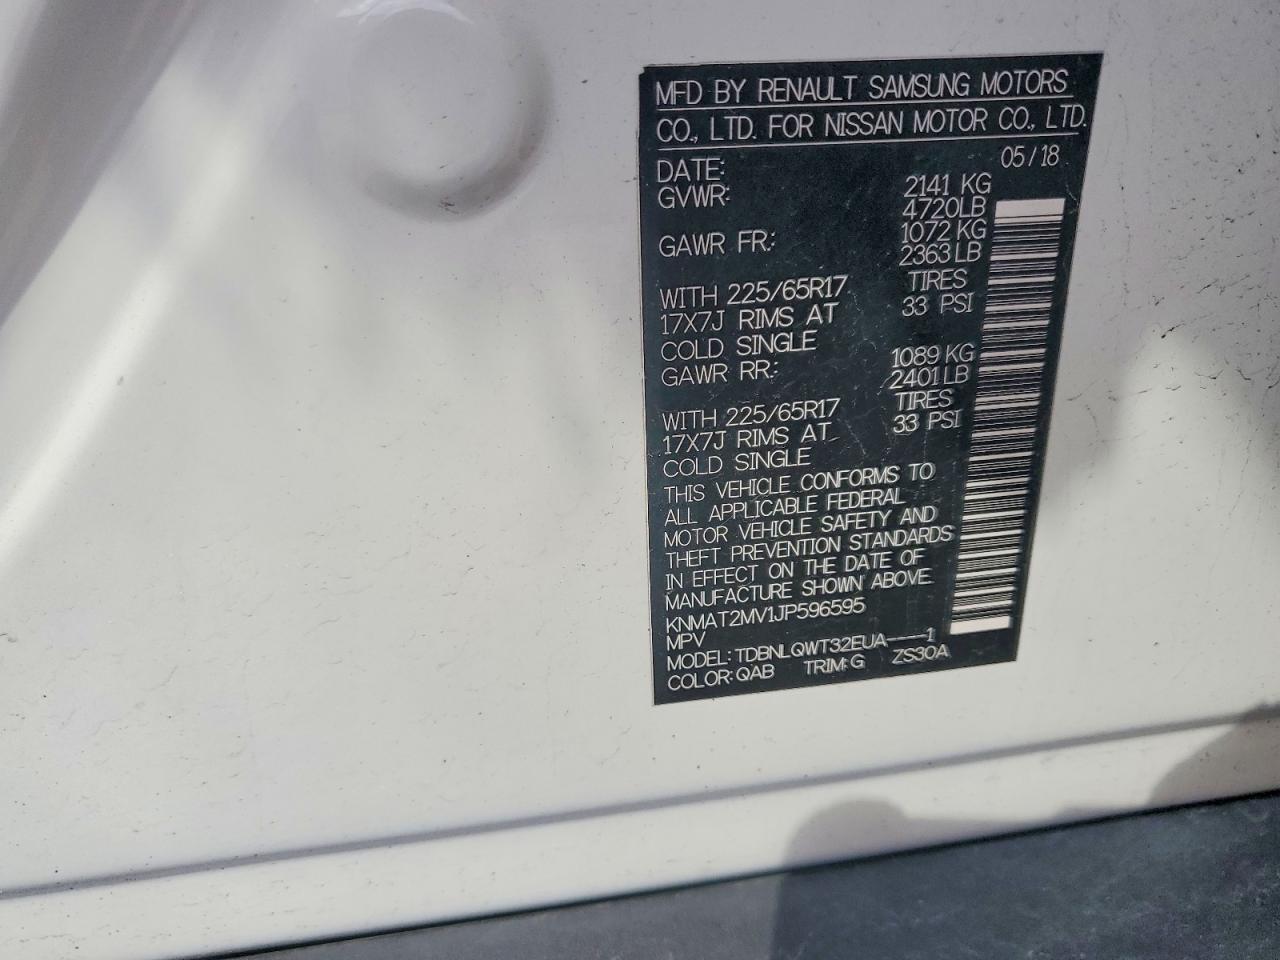 MFD BY RENAULT SAMSUNG MOTORS
CO., LTD. FOR NISSAN MOTOR CO., LTD.
DATE: 05/18
GVWR: 2141 KG
4720LB
GAWR FR: 1072 KG
2363 LB
WITH 225/65R17 TIRES
17X7J RIMS AT 33 PSI
COLD SINGLE
GAWR RR: 1089 KG
2401 LB
WITH 225/65R17 TIRES
17X7J RIMS AT 33 PSI
COLD SINGLE
THIS VEHICLE CONFORMS TO
ALL APPLICABLE FEDERAL
MOTOR VEHICLE SAFETY AND
THEFT PREVENTION STANDARDS
IN EFFECT ON THE DATE OF
MANUFACTURE SHOWN ABOVE.
KNMAT2MV1JP596595
MPV
MODEL: TDBNLQWT32EUA----1
COLOR: QAB TRIM: G ZS30A